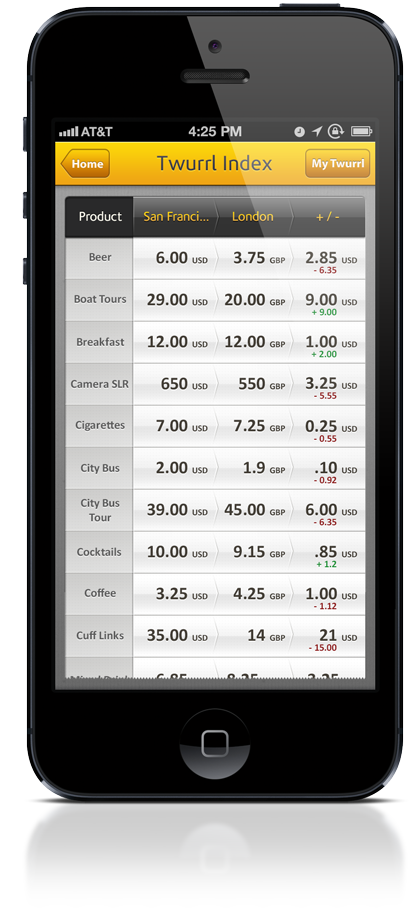 AT&T 4:25 PM
Home Twurrl Index My Twurrl
Product San Franci... London + / -
Beer 6.00 USD 3.75 GBP 2.85 USD
- 6.35
Boat Tours 29.00 USD 20.00 GBP 9.00 USD
+ 9.00
Breakfast 12.00 USD 12.00 GBP 1.00 USD
+ 2.00
Camera SLR 650 USD 550 GBP 3.25 USD
- 5.55
Cigarettes 7.00 USD 7.25 GBP 0.25 USD
- 0.55
City Bus 2.00 USD 1.9 GBP .10 USD
- 0.92
City Bus
Tour 39.00 USD 45.00 GBP 6.00 USD
- 6.35
Cocktails 10.00 USD 9.15 GBP .85 USD
+ 1.2
Coffee 3.25 USD 4.25 GBP 1.00 USD
- 1.12
Cuff Links 35.00 USD 14 GBP 21 USD
- 15.00